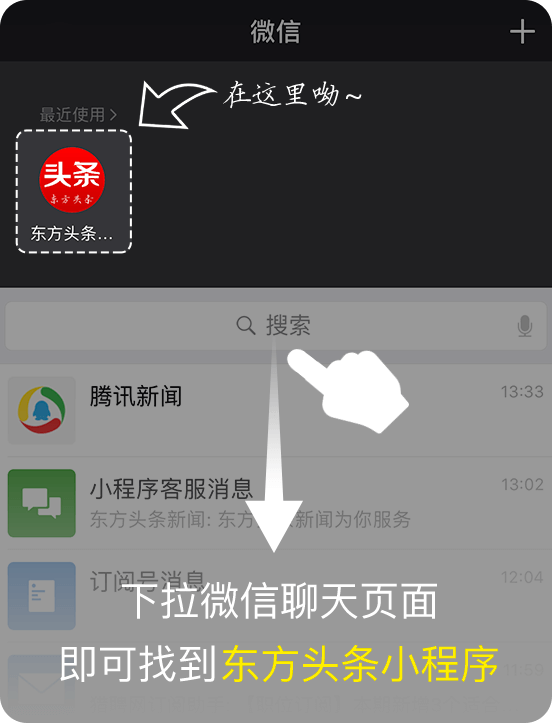 微信
在这里呦~
最近使用
头条
东方头条
东方头条...
搜索
腾讯新闻
13:33
小程序客服消息
13:02
东方头条新闻: 东方头条新闻为你服务
订阅号消息
12:04
下拉微信聊天页面
即可找到东方头条小程序
11:59